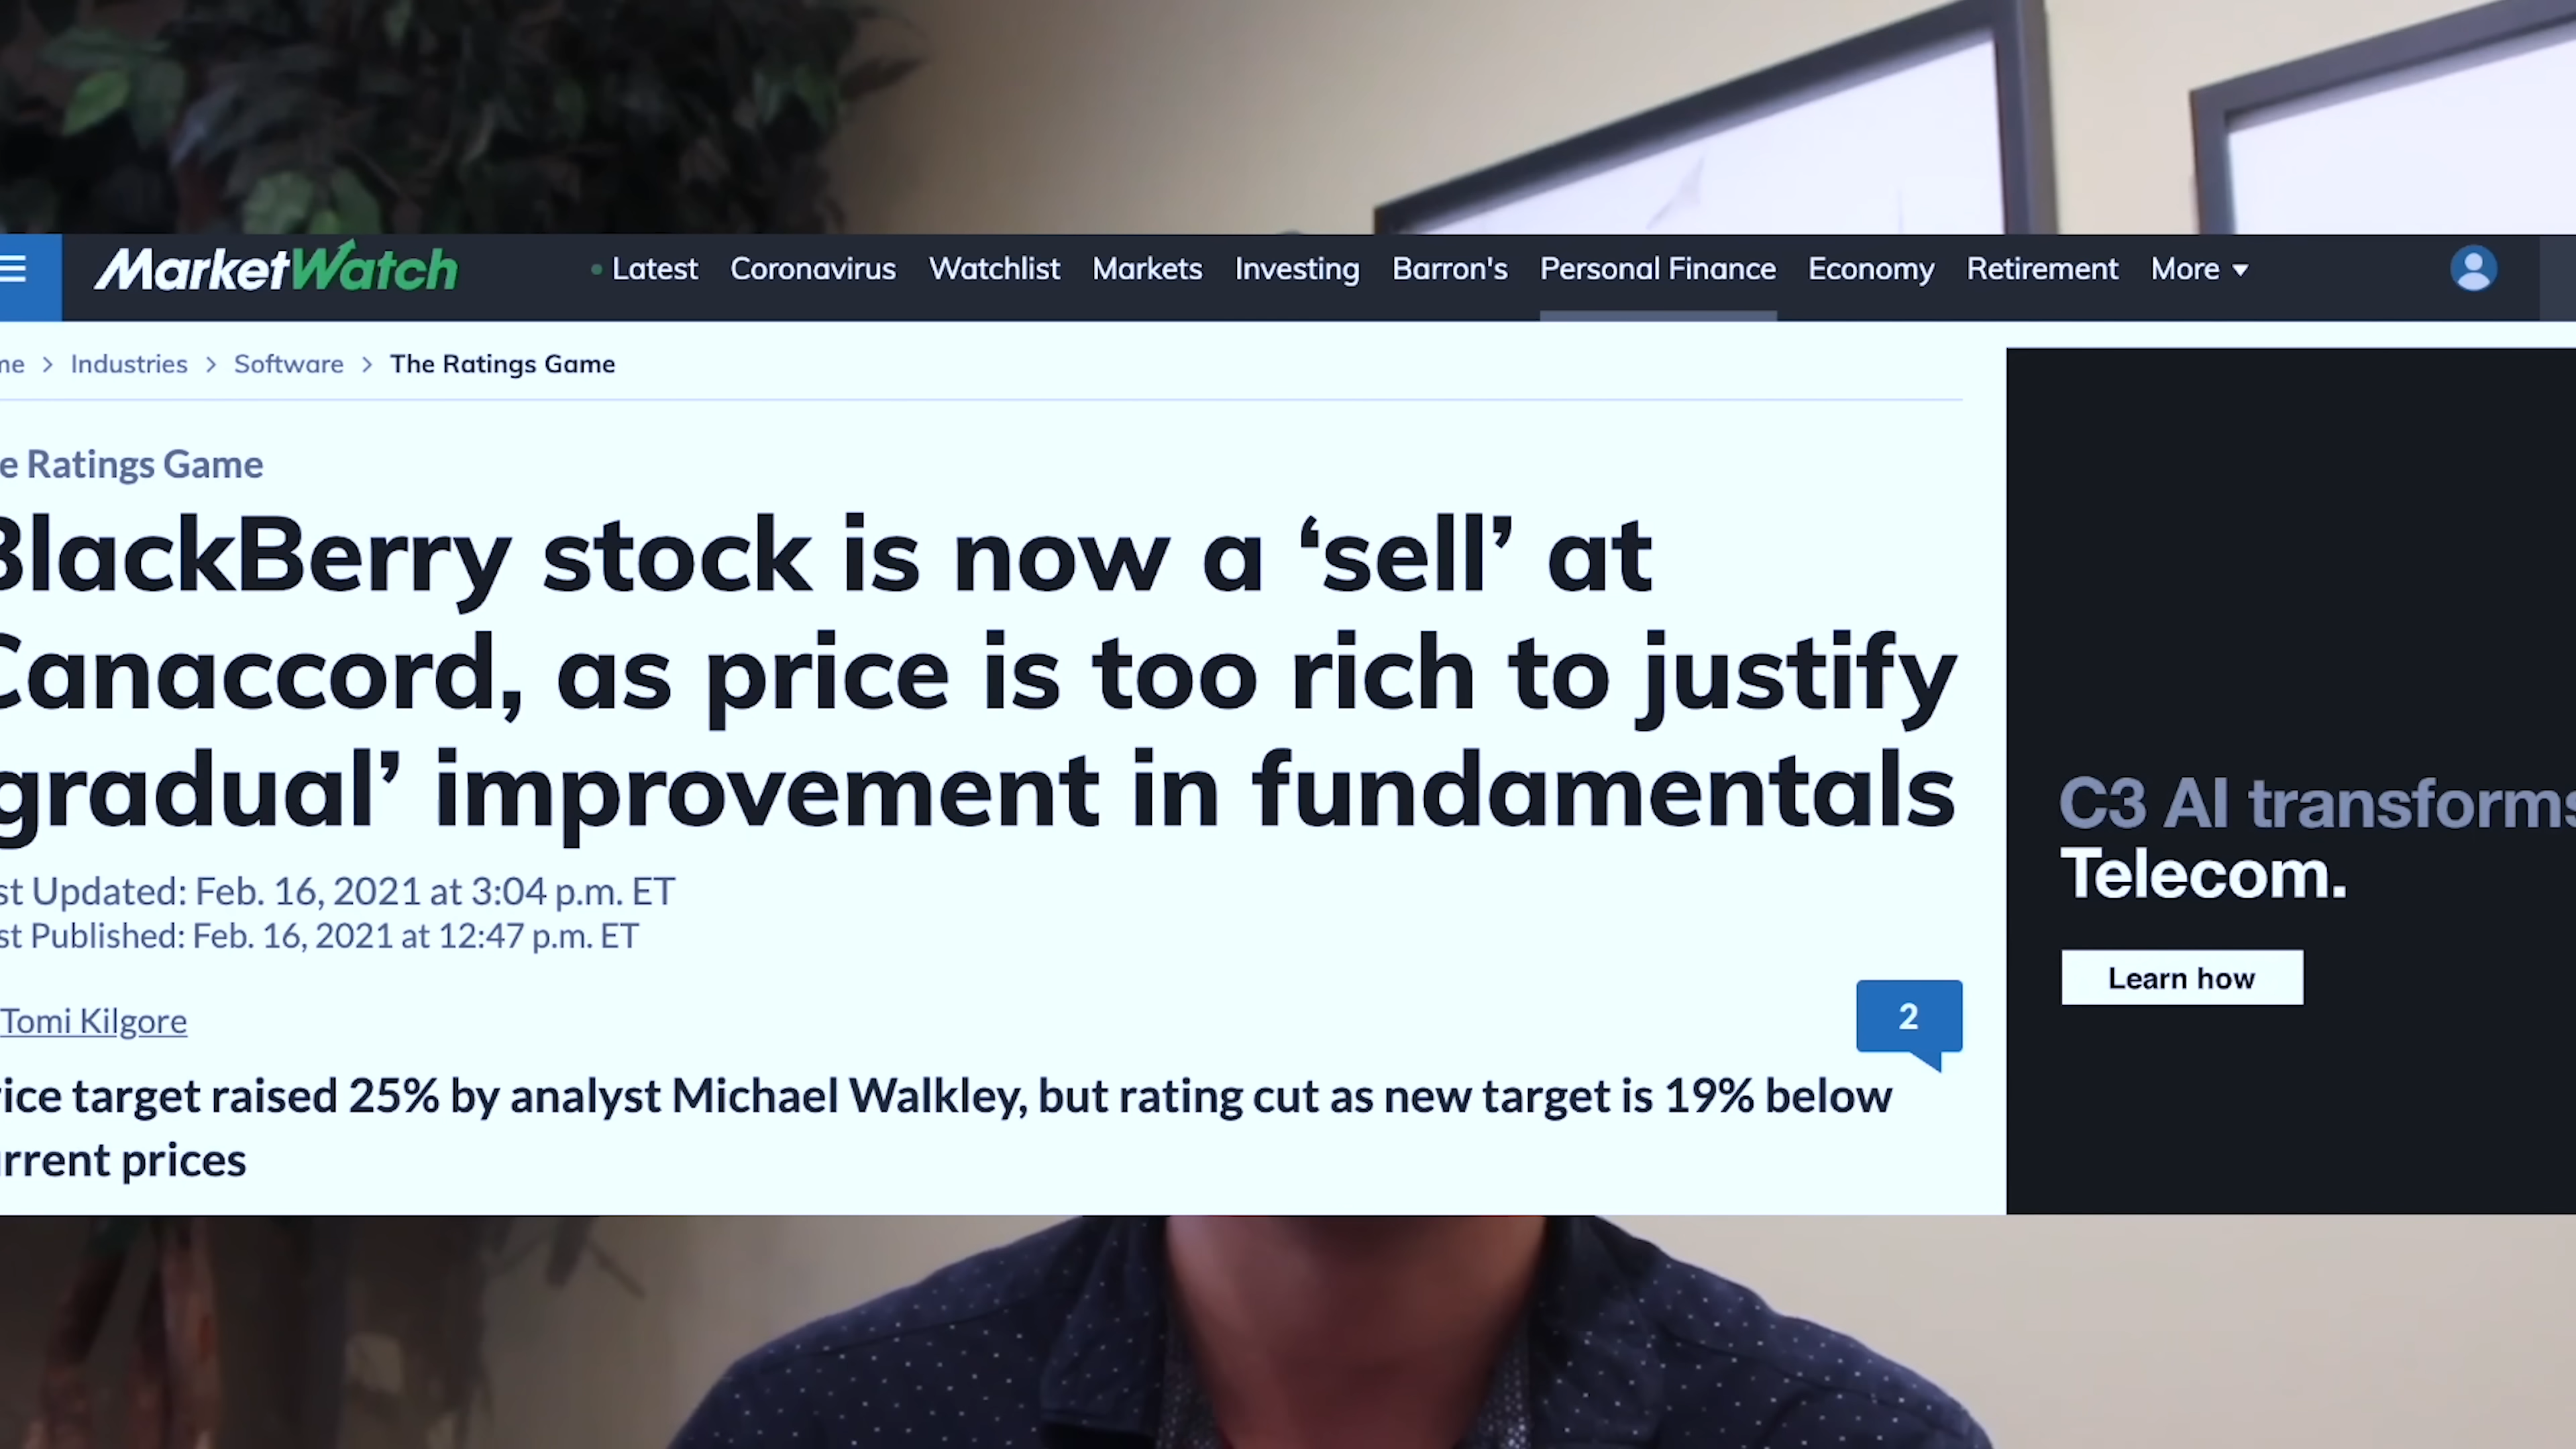 MarketWatch
Latest Coronavirus Watchlist Markets Investing Barron's Personal Finance Economy Retirement More
Industries > Software > The Ratings Game
Ratings Game
BlackBerry stock is now a ‘sell’ at
Canaccord, as price is too rich to justify
gradual’ improvement in fundamentals
Updated: Feb. 16, 2021 at 3:04 p.m. ET
Published: Feb. 16, 2021 at 12:47 p.m. ET
Tomi Kilgore
2
rice target raised 25% by analyst Michael Walkley, but rating cut as new target is 19% below
rrent prices
C3 AI transforms
Telecom.
Learn how